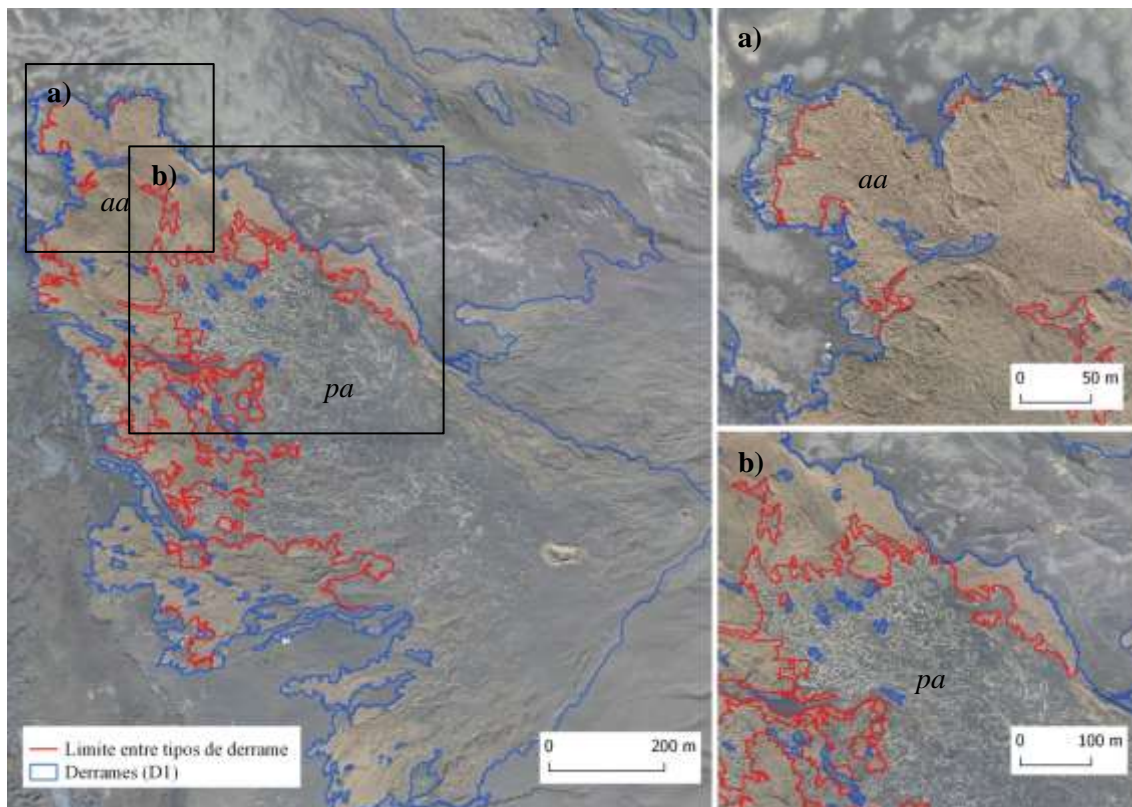 a)
b)
aa
pa
Limite entre tipos de derrame
Derrames (D1)
0 200 m
a)
aa
0 50 m
b)
pa
0 100 m